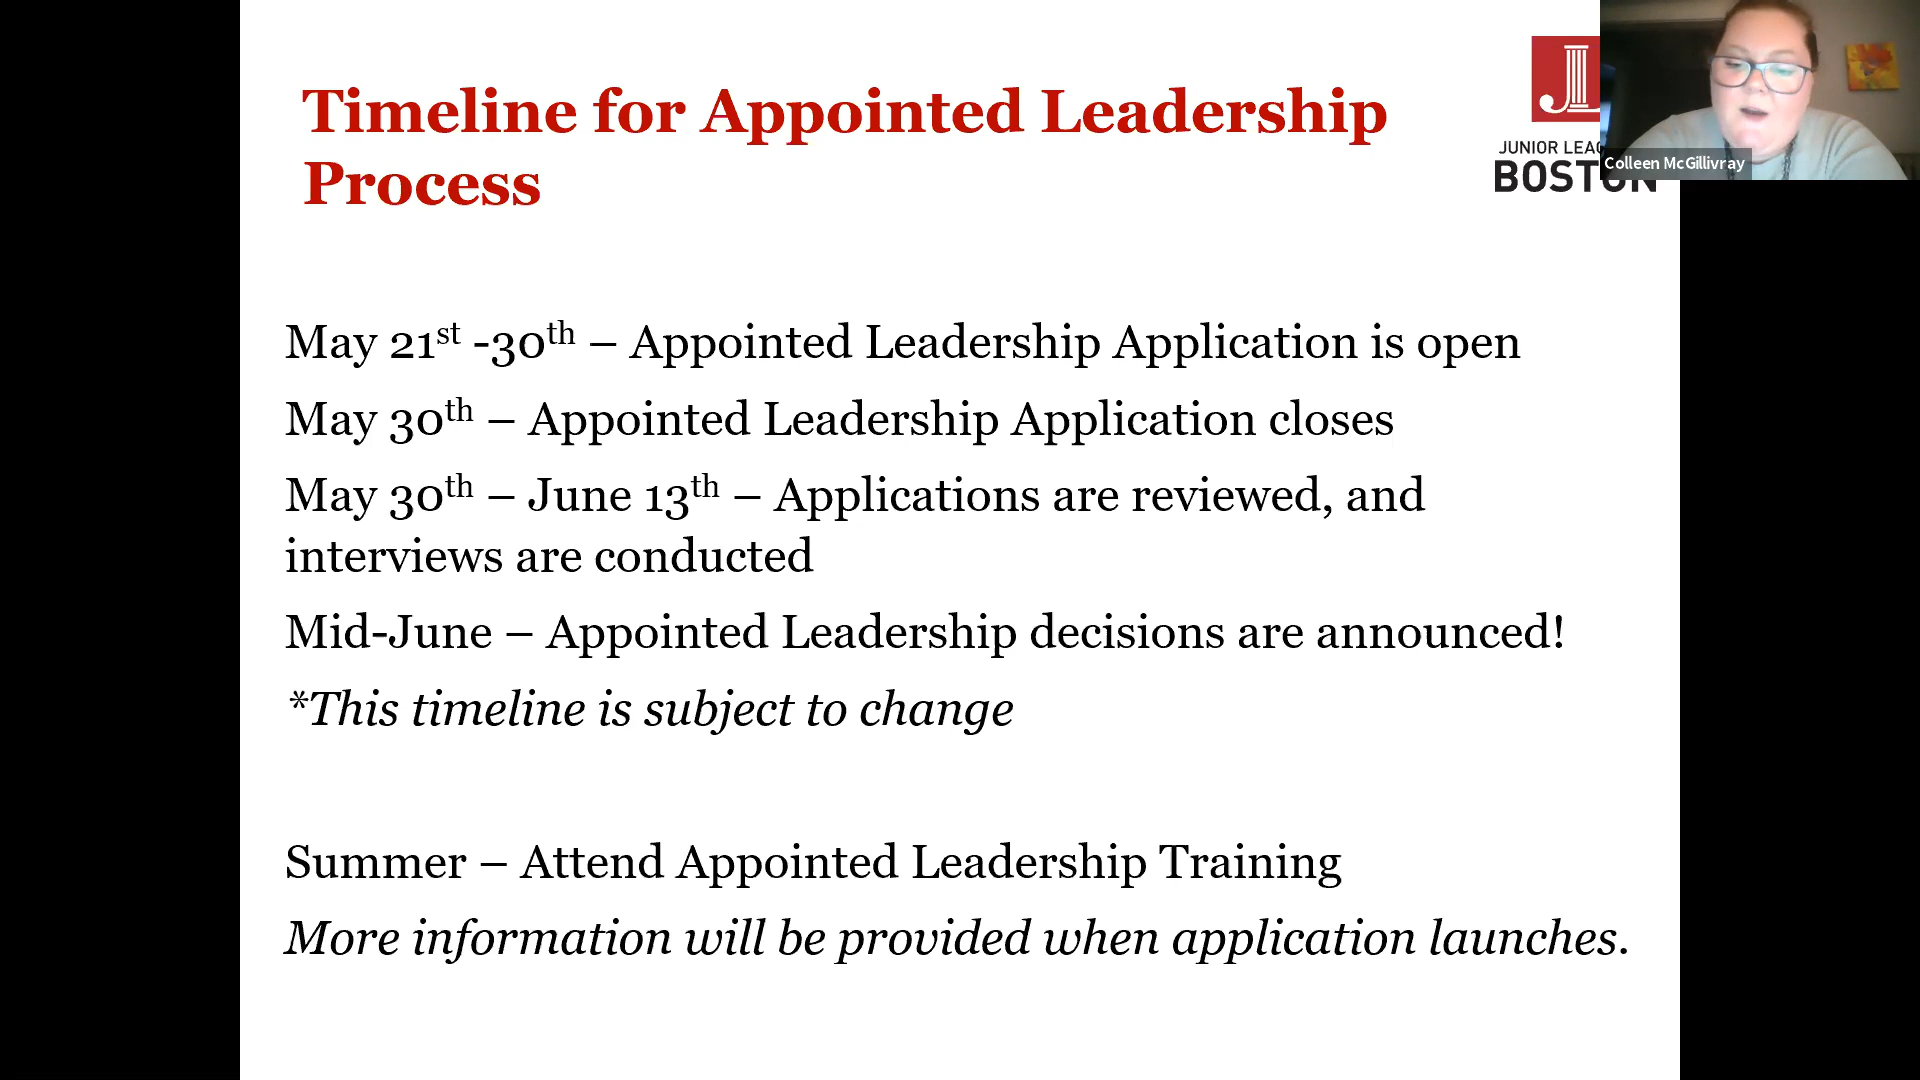 Timeline for Appointed Leadership
Process
JUNIOR
BOSTON
Colleen McGillivray
May 21st -30th – Appointed Leadership Application is open
May 30th – Appointed Leadership Application closes
May 30th – June 13th – Applications are reviewed, and
interviews are conducted
Mid-June – Appointed Leadership decisions are announced!
*This timeline is subject to change
Summer – Attend Appointed Leadership Training
More information will be provided when application launches.